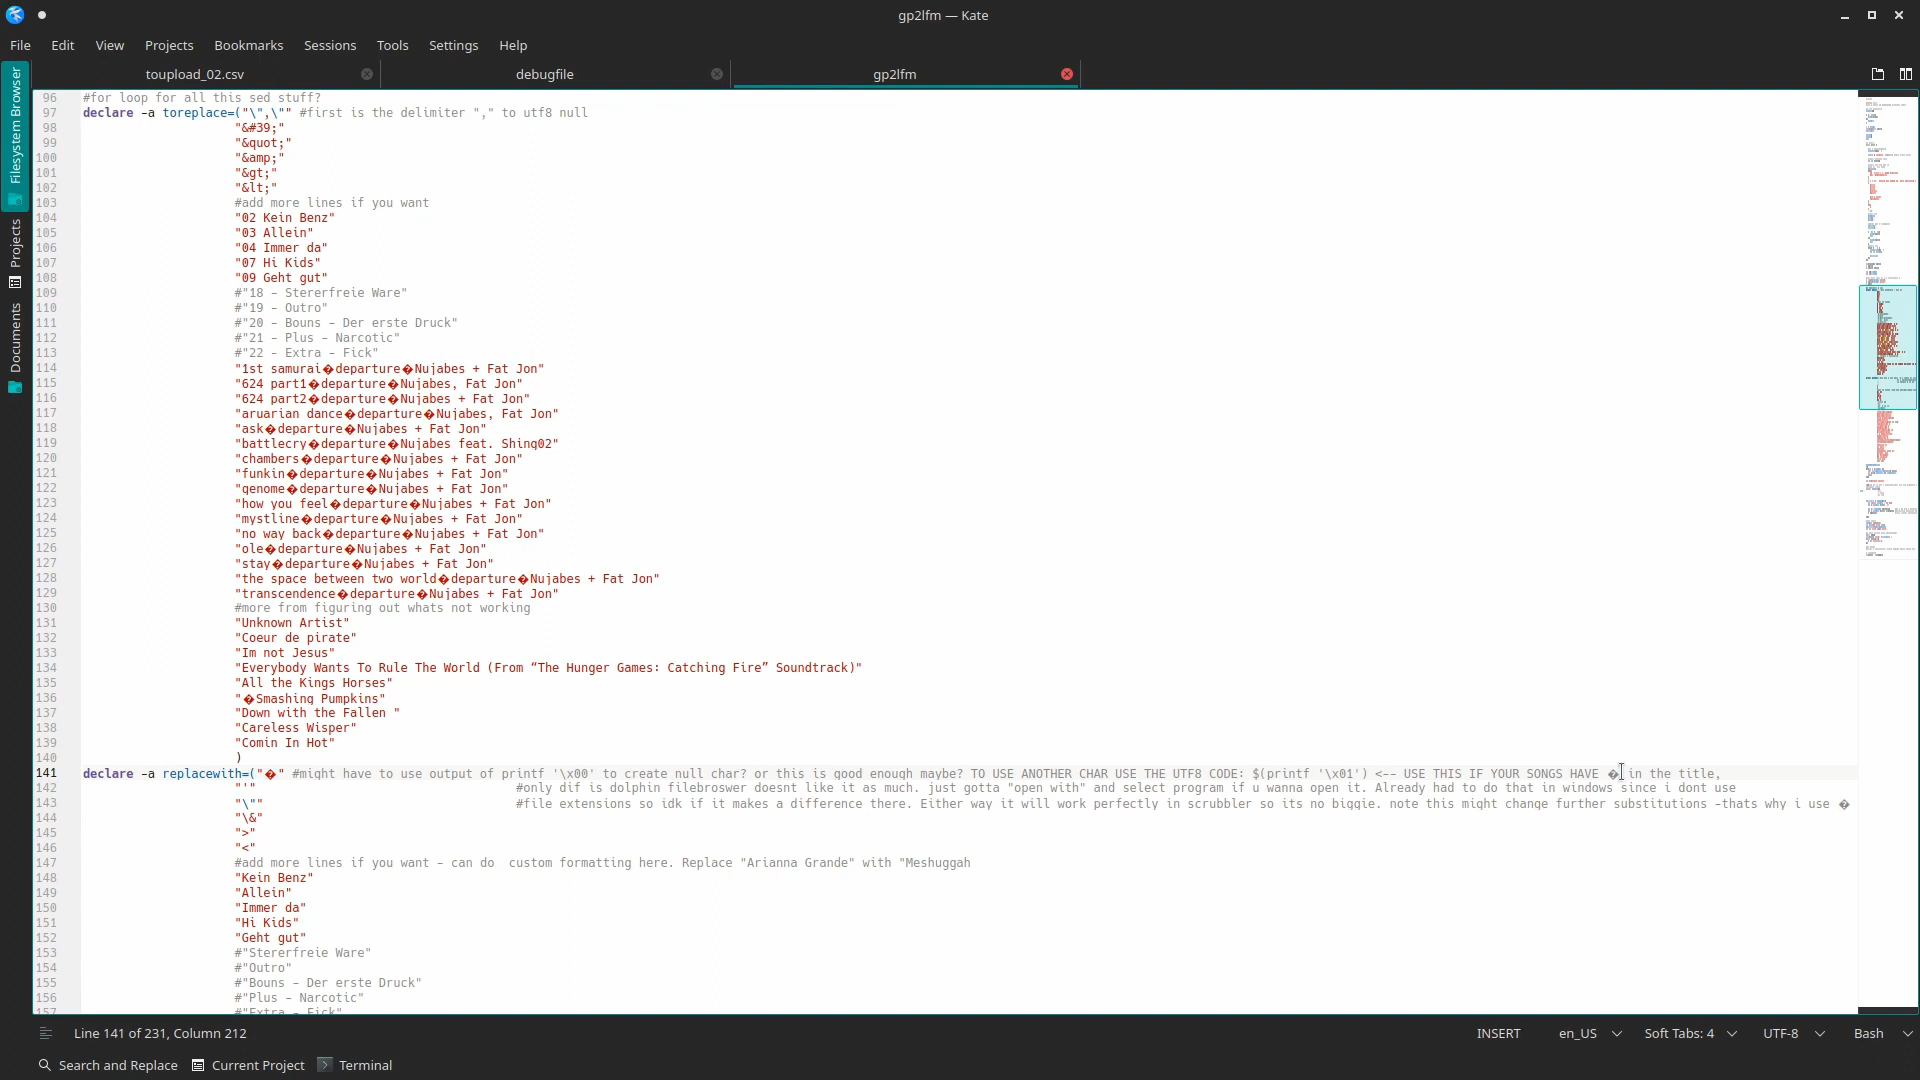 gp2lfm — Kate
File Edit View Projects Bookmarks Sessions Tools Settings Help
toupload_02.csv debugfile gp2lfm
Filesystem Browser
Projects
Documents
96 #for loop for all this sed stuff?
97 declare -a toreplace=("\",\"" #first is the delimiter "," to utf8 null
98 "&#39;"
99 "&quot;"
100 "&amp;"
101 "&gt;"
102 "&lt;"
103 #add more lines if you want
104 "02 Kein Benz"
105 "03 Allein"
106 "04 Immer da"
107 "07 Hi Kids"
108 "09 Geht gut"
109 #"18 - Stererfreie Ware"
110 #"19 - Outro"
111 #"20 - Bouns - Der erste Druck"
112 #"21 - Plus - Narcotic"
113 #"22 - Extra - Fick"
114 "1st samurai�departure�Nujabes + Fat Jon"
115 "624 part1�departure�Nujabes, Fat Jon"
116 "624 part2�departure�Nujabes + Fat Jon"
117 "aruarian dance�departure�Nujabes, Fat Jon"
118 "ask�departure�Nujabes + Fat Jon"
119 "battlecry�departure�Nujabes feat. Shing02"
120 "chambers�departure�Nujabes + Fat Jon"
121 "funkin�departure�Nujabes + Fat Jon"
122 "genome�departure�Nujabes + Fat Jon"
123 "how you feel�departure�Nujabes + Fat Jon"
124 "mystline�departure�Nujabes + Fat Jon"
125 "no way back�departure�Nujabes + Fat Jon"
126 "ole�departure�Nujabes + Fat Jon"
127 "stay�departure�Nujabes + Fat Jon"
128 "the space between two world�departure�Nujabes + Fat Jon"
129 "transcendence�departure�Nujabes + Fat Jon"
130 #more from figuring out whats not working
131 "Unknown Artist"
132 "Coeur de pirate"
133 "Im not Jesus"
134 "Everybody Wants To Rule The World (From “The Hunger Games: Catching Fire” Soundtrack)"
135 "All the Kings Horses"
136 "�Smashing Pumpkins"
137 "Down with the Fallen "
138 "Careless Wisper"
139 "Comin In Hot"
140 )
141 declare -a replacewith=("�" #might have to use output of printf '\x00' to create null char? or this is good enough maybe? TO USE ANOTHER CHAR USE THE UTF8 CODE: $(printf '\x01') <-- USE THIS IF YOUR SONGS HAVE � in the title,
142 "'" #only dif is dolphin filebroswer doesnt like it as much. just gotta "open with" and select program if u wanna open it. Already had to do that in windows since i dont use
143 "\"" #file extensions so idk if it makes a difference there. Either way it will work perfectly in scrubbler so its no biggie. note this might change further substitutions -thats why i use �
144 "\&"
145 ">"
146 "<"
147 #add more lines if you want - can do  custom formatting here. Replace "Arianna Grande" with "Meshuggah
148 "Kein Benz"
149 "Allein"
150 "Immer da"
151 "Hi Kids"
152 "Geht gut"
153 #"Stererfreie Ware"
154 #"Outro"
155 #"Bouns - Der erste Druck"
156 #"Plus - Narcotic"
157 #"Extra - Fick"
Line 141 of 231, Column 212 INSERT en_US Soft Tabs: 4 UTF-8 Bash
Search and Replace Current Project Terminal